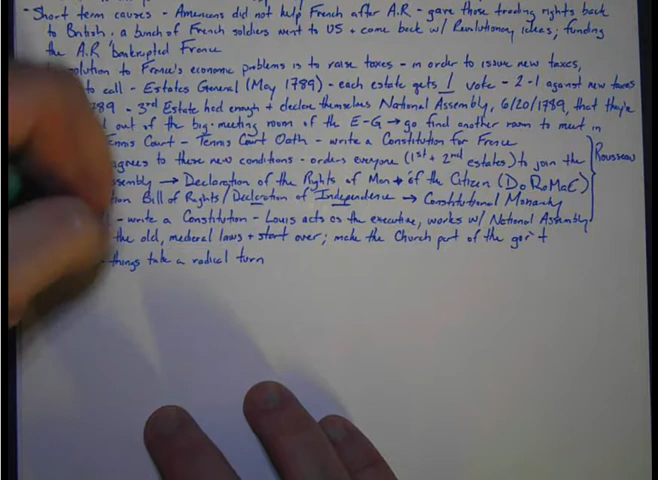 - Short term causes - Americans did not help French after A.R - gave those trading rights back
to British - a bunch of French soldiers went to US + come back w/ Revolutionary ideas; funding
the A.R bankrupted France
olution to France's economic problems is to raise taxes - in order to issue new taxes,
to call - Estates General (May 1789) - each estate gets 1 vote - 2-1 against new taxes
789 - 3rd Estate had enough + declare themselves National Assembly, 6/20/1789, that they're
out of the big meeting room of the E-G → go find another room to meet in
ennis Court - Tennis Court Oath - write a Constitution for France
agrees to these new conditions - orders everyone (1st + 2nd estates) to join the
Rousseau
ssembly → Declaration of the Rights of Man + of the Citizen (DoRoMaC)
Bill of Rights/Declaration of Independence → Constitutional Monarchy
- write a Constitution - Louis acts as the executive, works w/ National Assembly
the old, medieval laws + start over; make the Church part of the gov't
- things take a radical turn